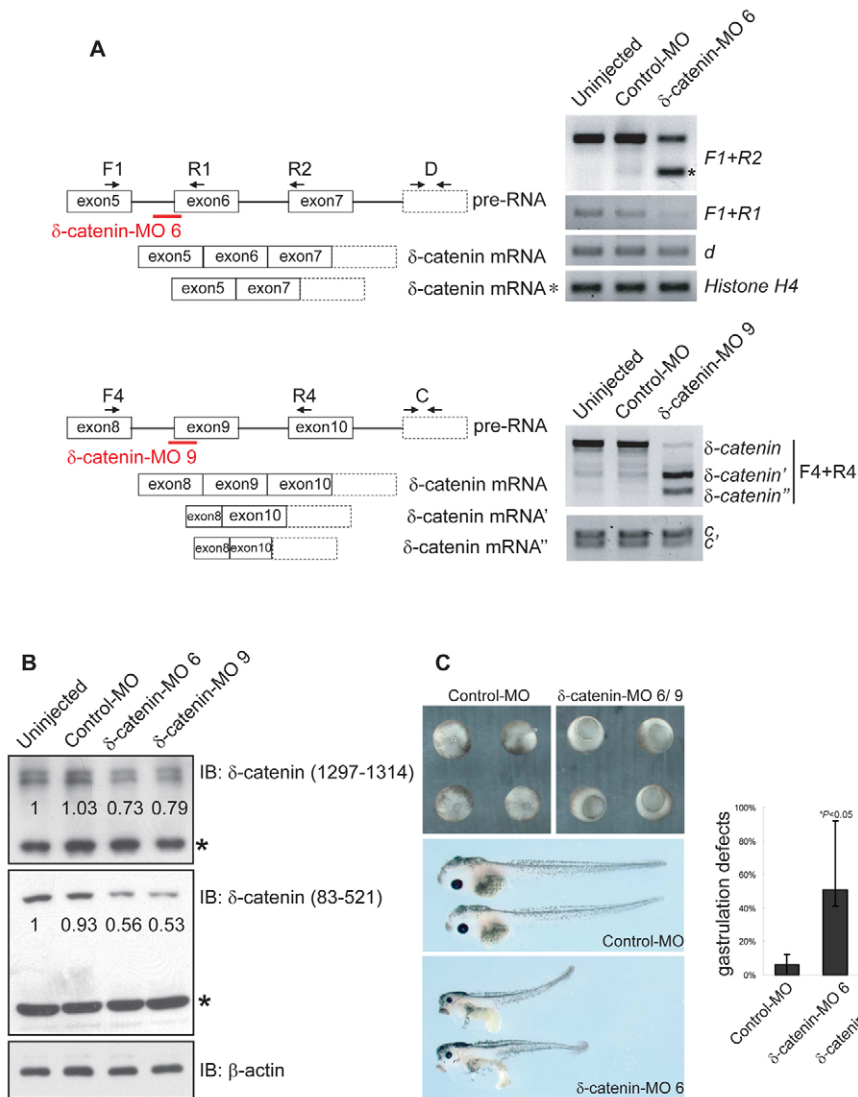 A
Uninjected
Control-MO
δ-catenin-MO 6
F1 R1 R2 D
exon5 exon6 exon7 pre-RNA
δ-catenin-MO 6
exon5 exon6 exon7 δ-catenin mRNA
exon5 exon7 δ-catenin mRNA *
F1+R2
*
F1+R1
d
Histone H4
F4 R4 C
exon8 exon9 exon10 pre-RNA
δ-catenin-MO 9
exon8 exon9 exon10 δ-catenin mRNA
exon8 exon10 δ-catenin mRNA'
exon8 exon10 δ-catenin mRNA''
Uninjected
Control-MO
δ-catenin-MO 9
δ-catenin
δ-catenin' F4+R4
δ-catenin''
c,
c
B
Uninjected
Control-MO
δ-catenin-MO 6
δ-catenin-MO 9
IB: δ-catenin (1297-1314)
1 1.03 0.73 0.79
*
IB: δ-catenin (83-521)
1 0.93 0.56 0.53
*
IB: β-actin
C
Control-MO δ-catenin-MO 6/ 9
Control-MO
δ-catenin-MO 6
gastrulation defects
100%
80%
60%
40%
20%
0%
*P<0.05
Control-MO
δ-catenin-MO 6
δ-catenin